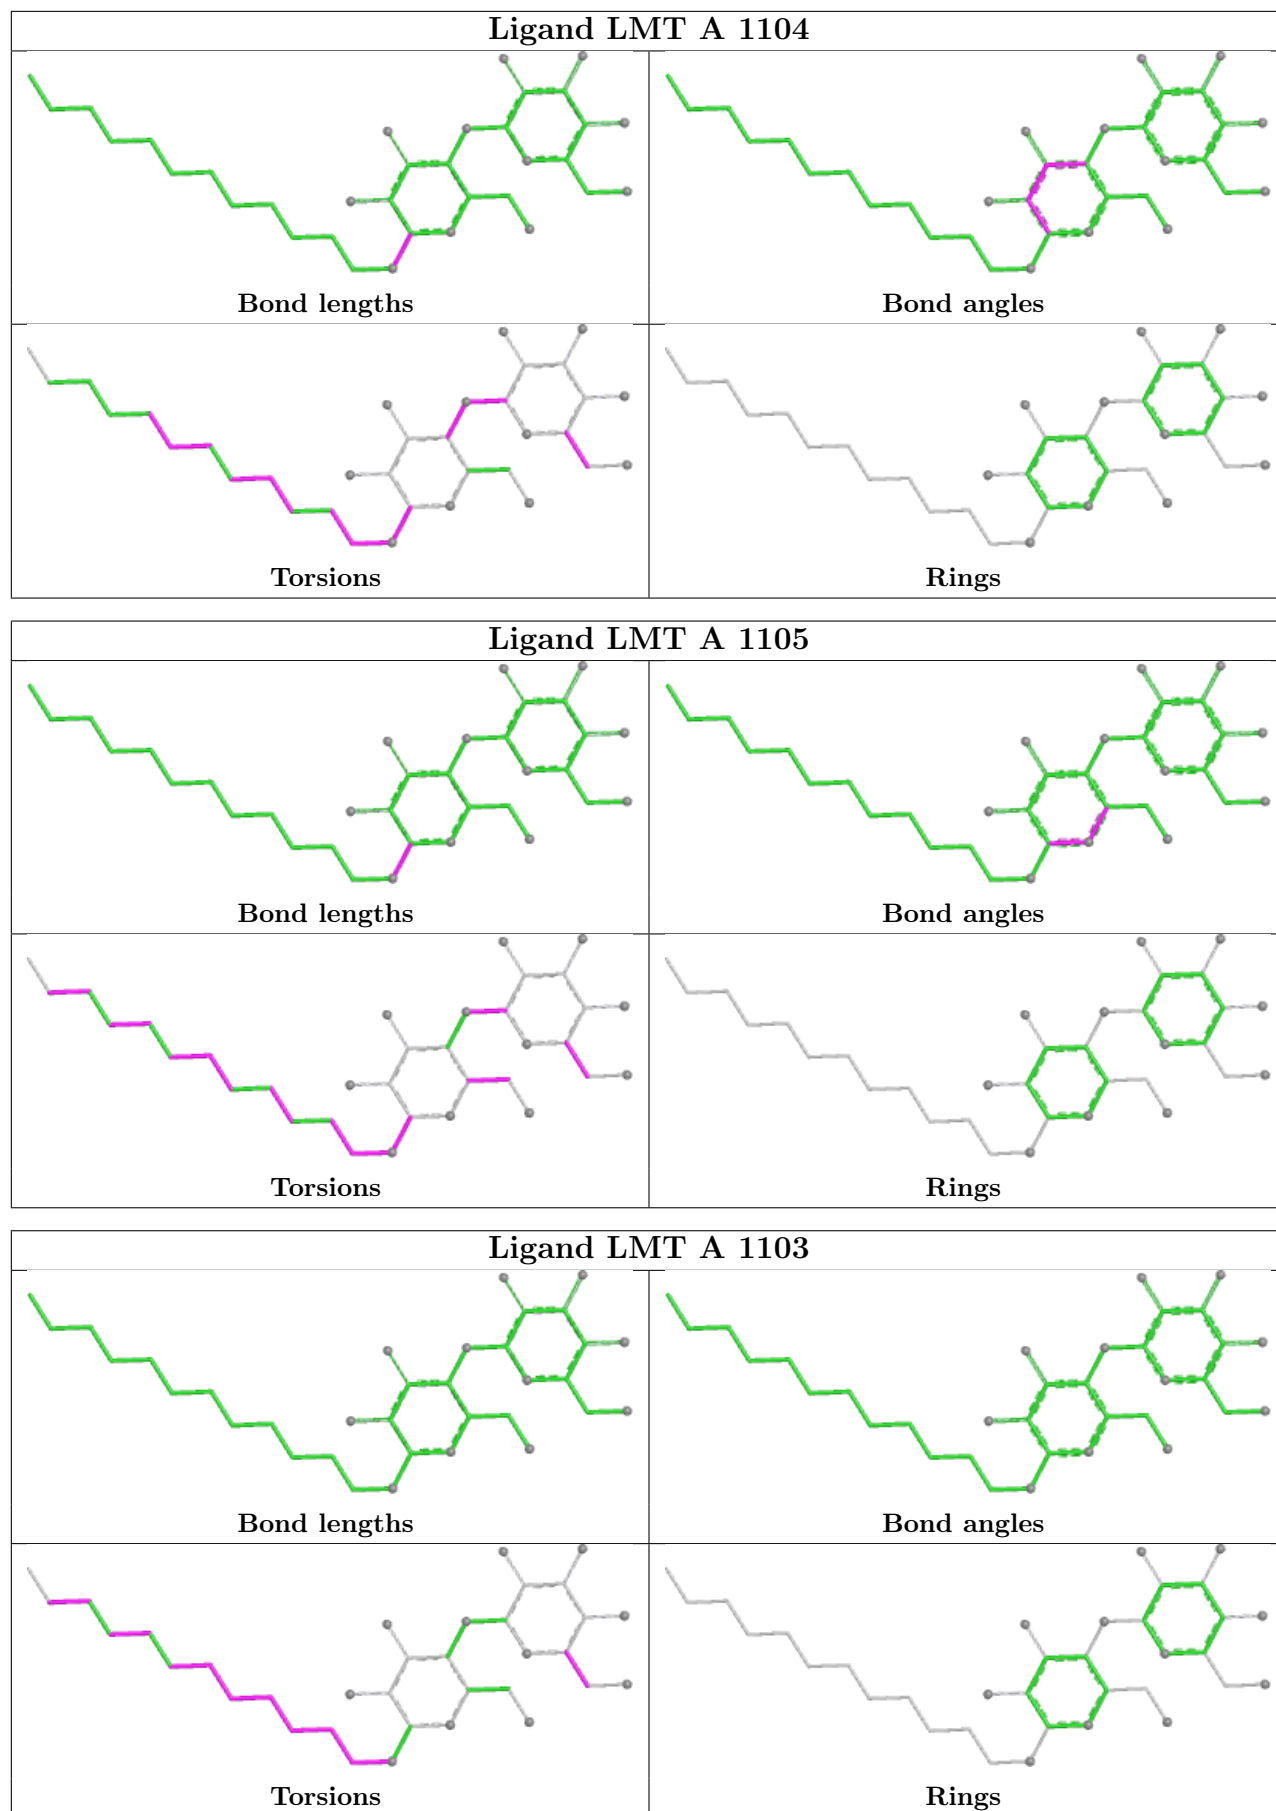 Ligand LMT A 1104
Bond lengths
Bond angles
Torsions
Rings
Ligand LMT A 1105
Bond lengths
Bond angles
Torsions
Rings
Ligand LMT A 1103
Bond lengths
Bond angles
Torsions
Rings